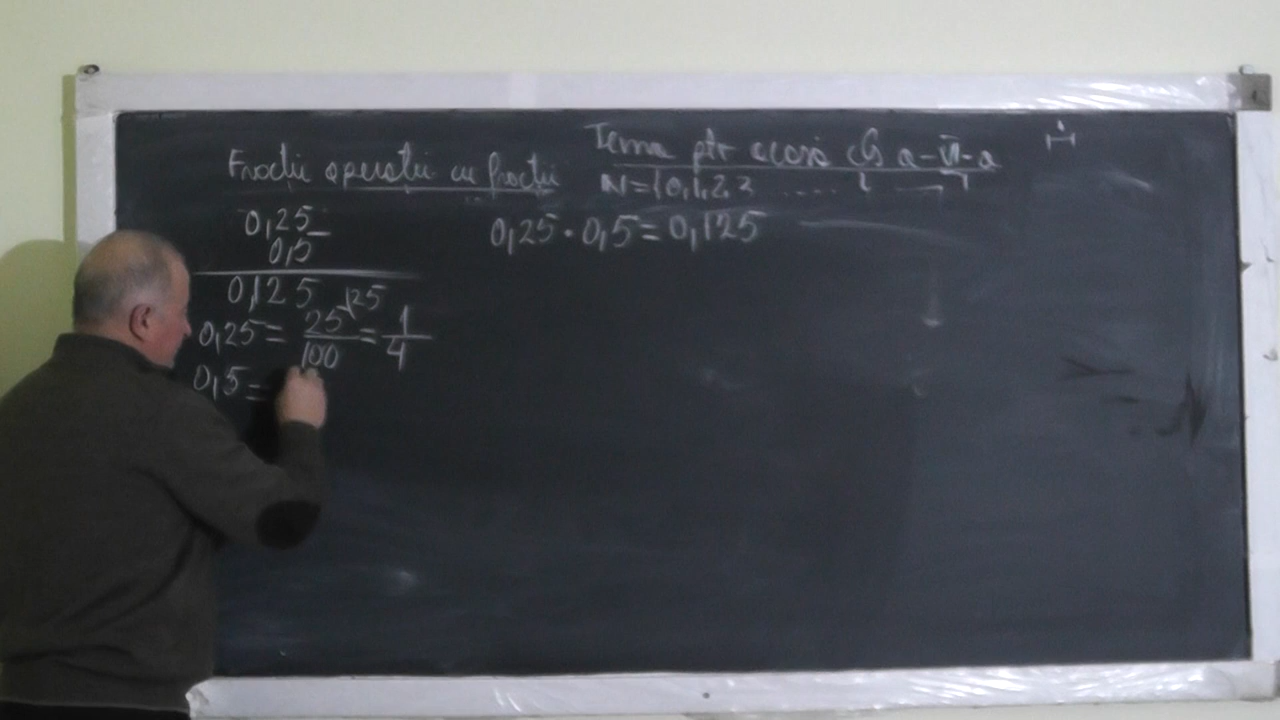 Tema ptr acasă cls a-VI-a
Fracții operații cu fracții
N={0,1,2,3 .....
0,25
0,5
0,125
0,25 · 0,5 = 0,125
0,25 = 25/100 = 1/4
0,5 =